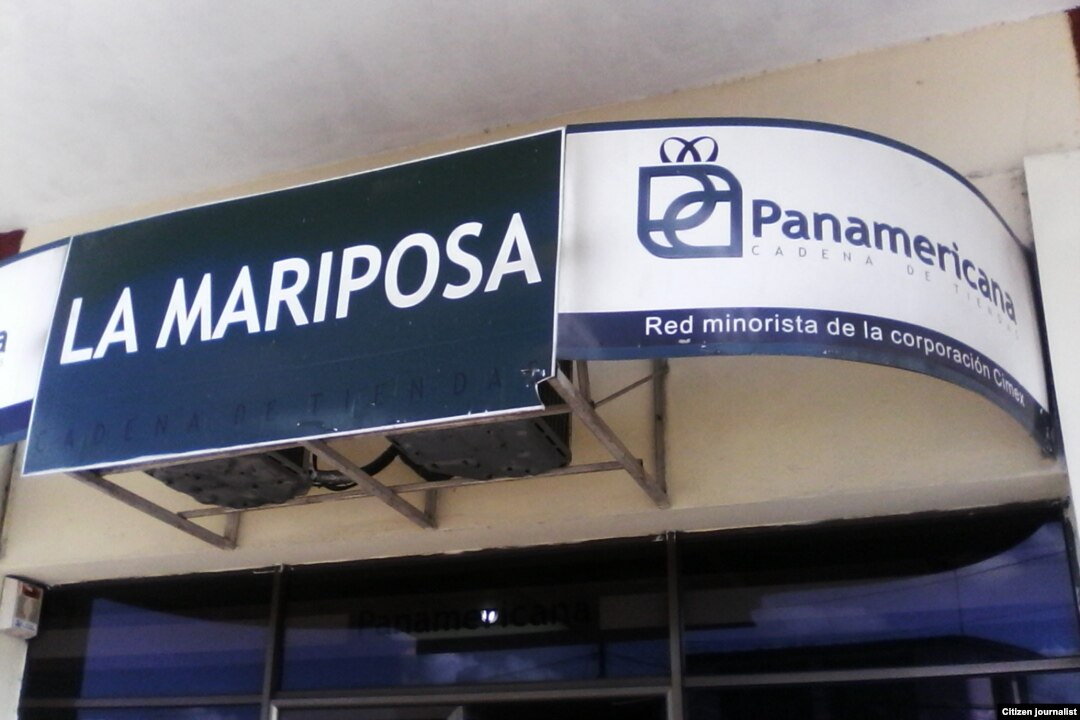 LA MARIPOSA
CADENA DE TIENDAS
Panamericana
CADENA DE TIENDAS
Red minorista de la corporación Cimex
Panamericana
Citizen journalist